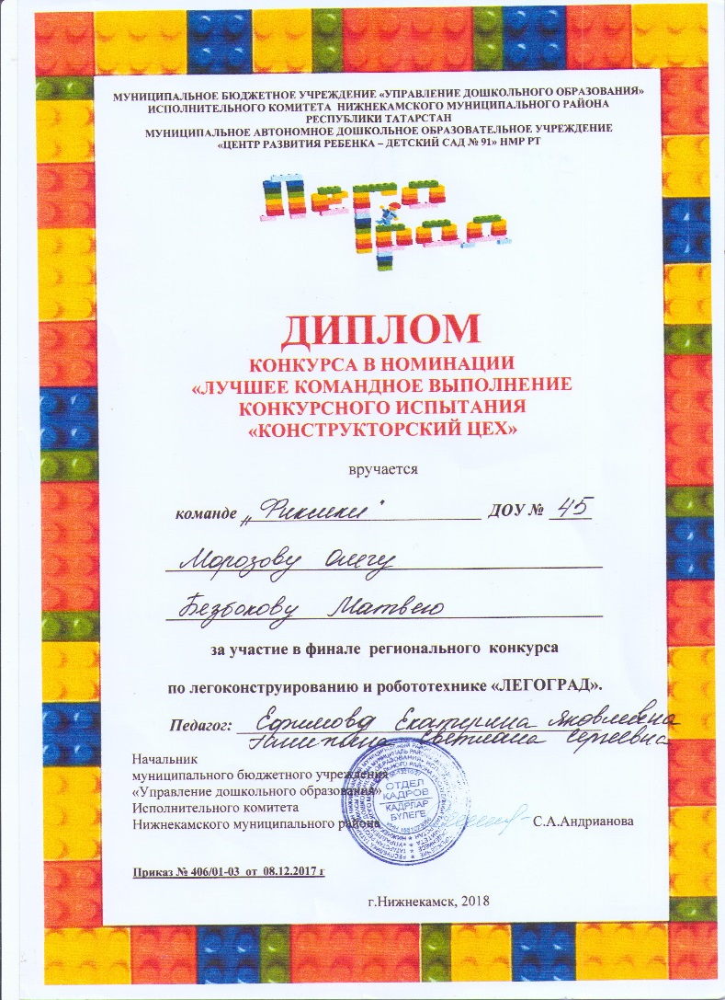 МУНИЦИПАЛЬНОЕ БЮДЖЕТНОЕ УЧРЕЖДЕНИЕ «УПРАВЛЕНИЕ ДОШКОЛЬНОГО ОБРАЗОВАНИЯ»
ИСПОЛНИТЕЛЬНОГО КОМИТЕТА НИЖНЕКАМСКОГО МУНИЦИПАЛЬНОГО РАЙОНА
РЕСПУБЛИКИ ТАТАРСТАН
МУНИЦИПАЛЬНОЕ АВТОНОМНОЕ ДОШКОЛЬНОЕ ОБРАЗОВАТЕЛЬНОЕ УЧРЕЖДЕНИЕ
«ЦЕНТР РАЗВИТИЯ РЕБЕНКА – ДЕТСКИЙ САД № 91» НМР РТ
Лего
град
ДИПЛОМ
КОНКУРСА В НОМИНАЦИИ
«ЛУЧШЕЕ КОМАНДНОЕ ВЫПОЛНЕНИЕ
КОНКУРСНОГО ИСПЫТАНИЯ
«КОНСТРУКТОРСКИЙ ЦЕХ»
вручается
команде „Фиксики" ДОУ № 45
Морозову Олегу
Безбокову Матвею
за участие в финале регионального конкурса
по легоконструированию и робототехнике «ЛЕГОГРАД».
Педагог: Ефимова Екатерина Яковлевна
Светлана Сергеевна
Начальник
муниципального бюджетного учреждения
«Управление дошкольного образования»
Исполнительного комитета
Нижнекамского муниципального района С.А.Андрианова
ОТДЕЛ
КАДРОВ
КАДРЛАР
БҮЛЕГЕ
Приказ № 406/01-03 от 08.12.2017 г
г.Нижнекамск, 2018